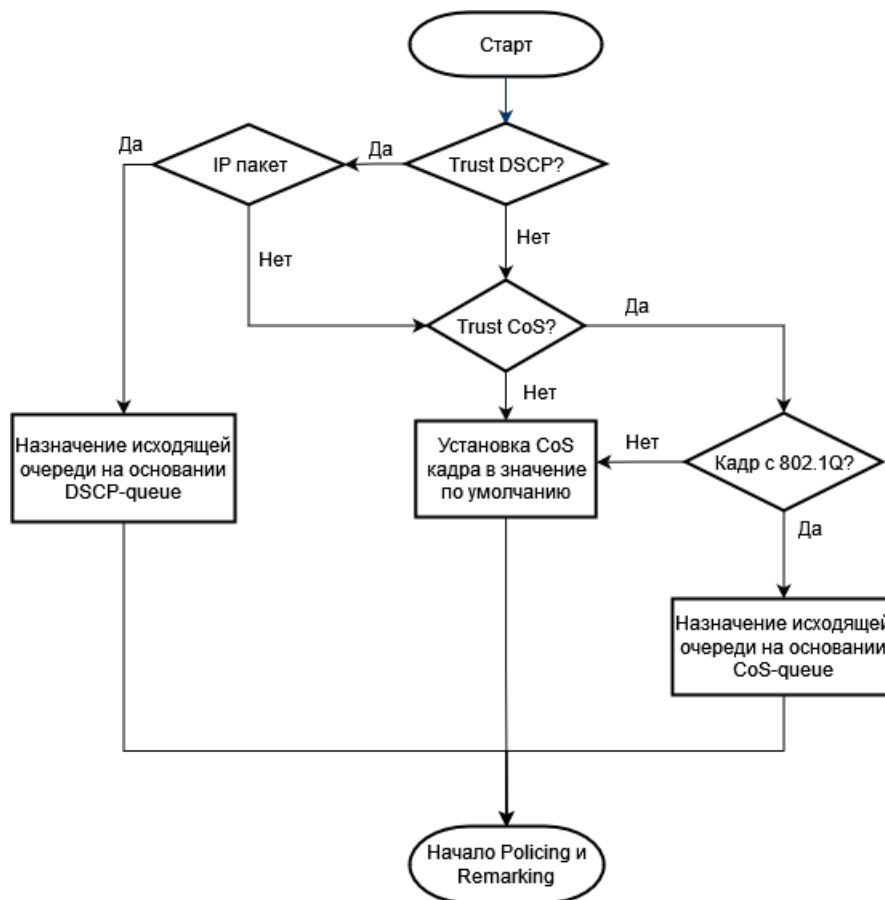 Старт
Да
IP пакет
Да
Trust DSCP?
Нет
Нет
Trust CoS?
Да
Нет
Назначение исходящей
очереди на основании
DSCP-queue
Установка CoS
кадра в значение
по умолчанию
Нет
Кадр с 802.1Q?
Да
Назначение исходящей
очереди на основании
CoS-queue
Начало Policing и
Remarking